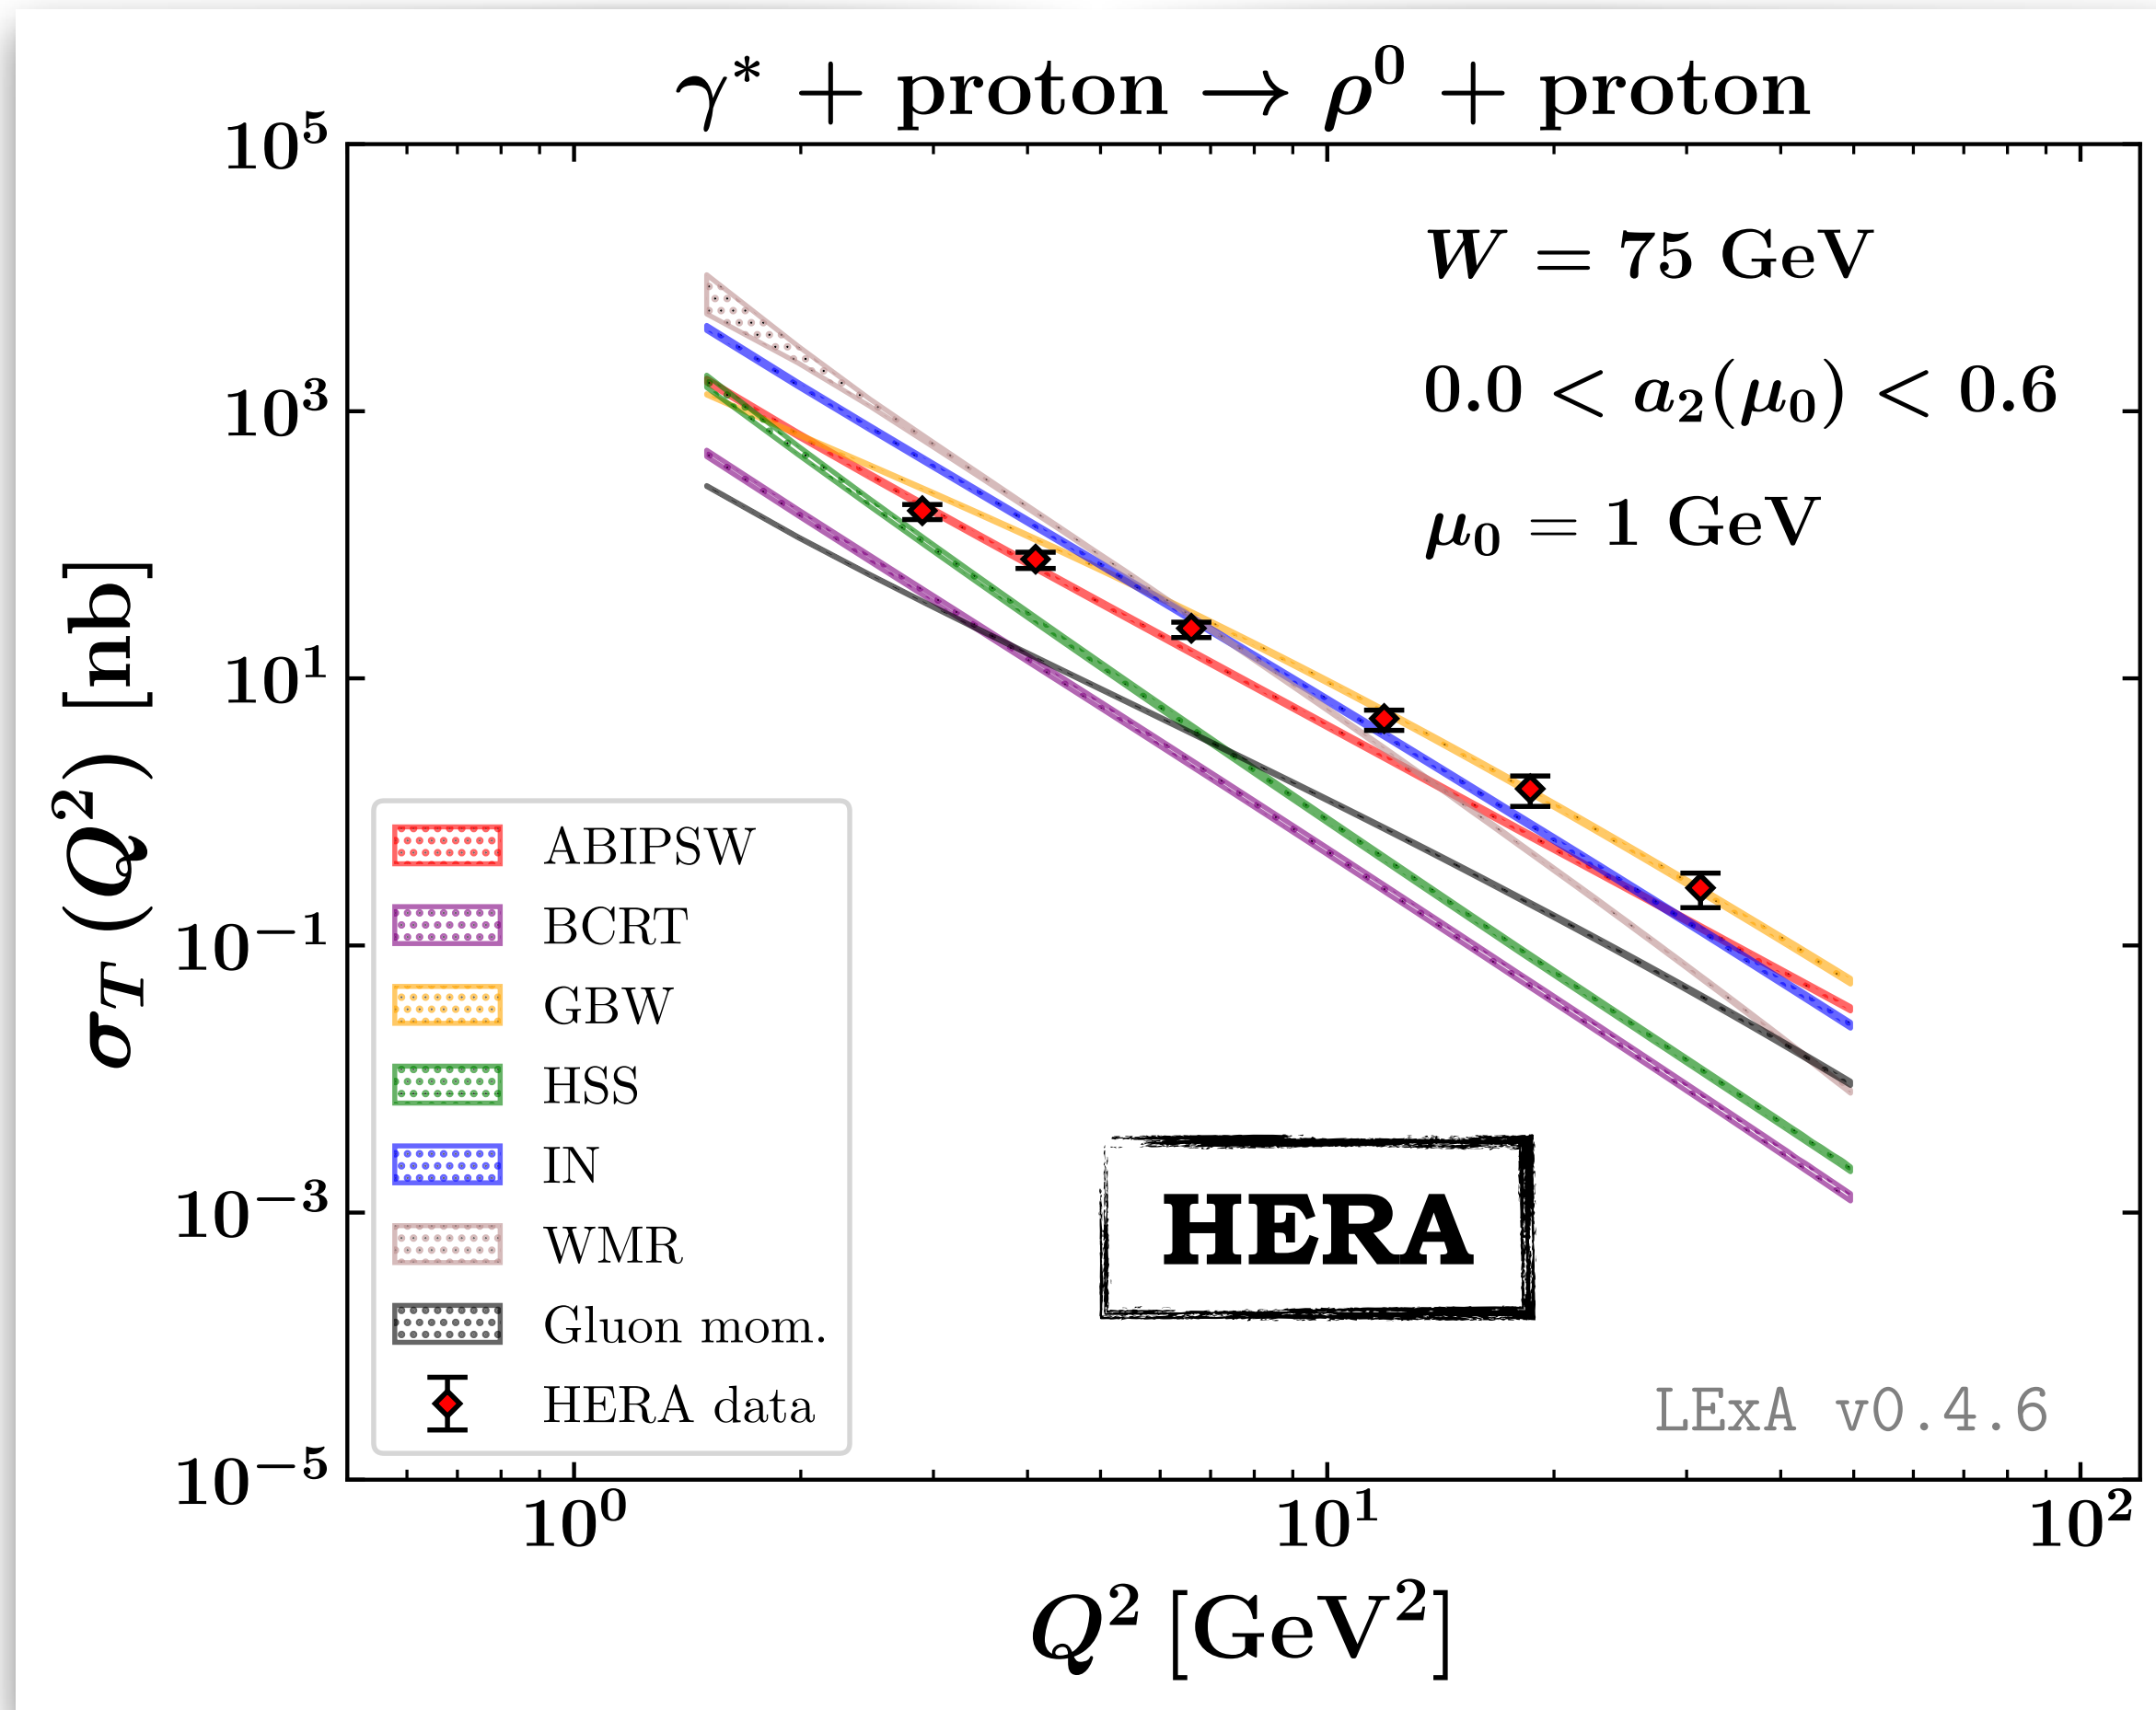 γ* + proton → ρ⁰ + proton
W = 75 GeV
0.0 < a₂(μ₀) < 0.6
μ₀ = 1 GeV
σ_T (Q²) [nb]
10⁵
10³
10¹
10⁻¹
10⁻³
10⁻⁵
ABIPSW
BCRT
GBW
HSS
IN
WMR
Gluon mom.
HERA data
HERA
LExA v0.4.6
10⁰ 10¹ 10²
Q² [GeV²]